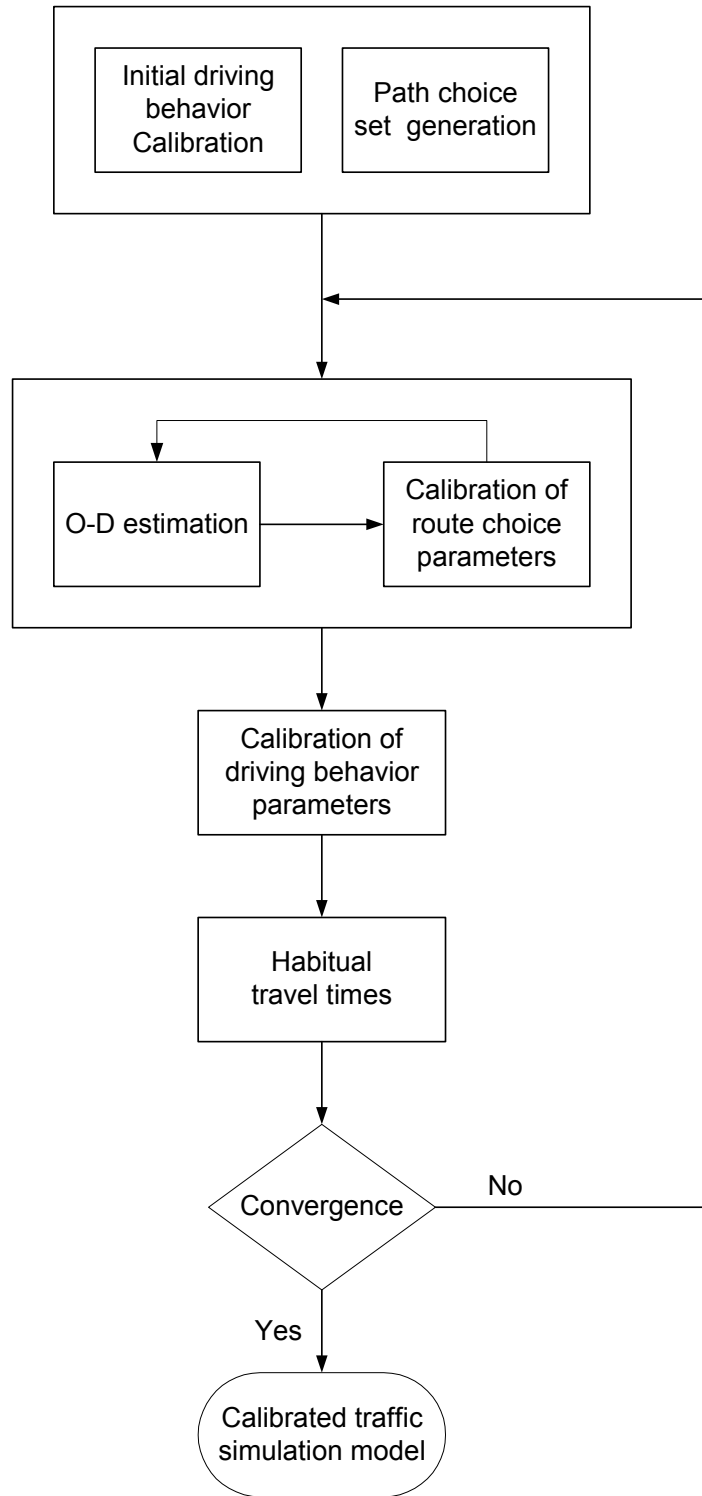 Initial driving
behavior
Calibration
Path choice
set generation
O-D estimation
Calibration of
route choice
parameters
Calibration of
driving behavior
parameters
Habitual
travel times
Convergence
No
Yes
Calibrated traffic
simulation model